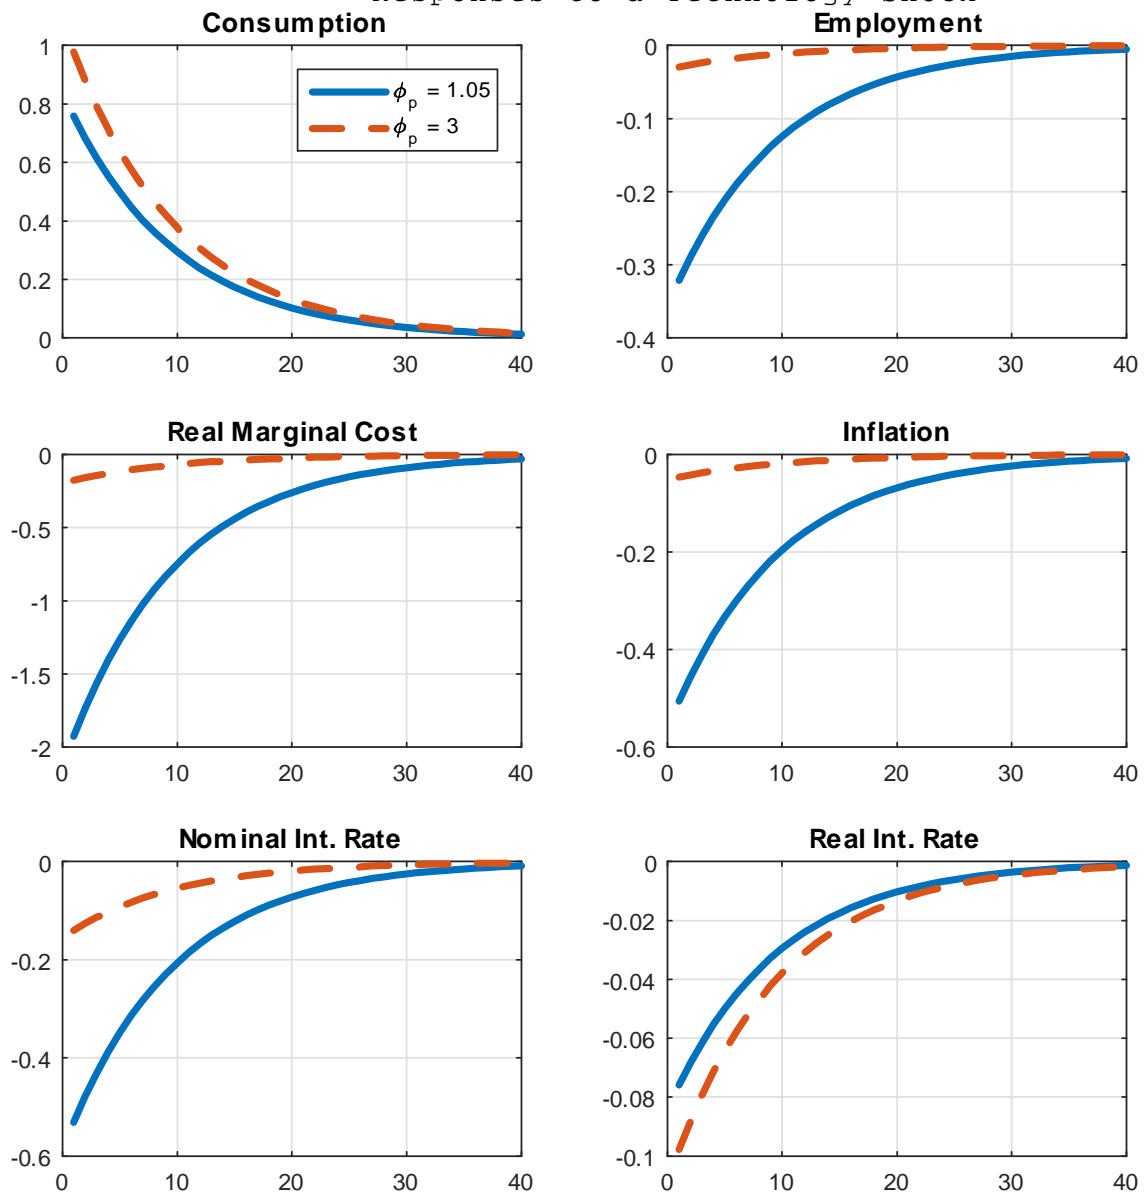 Responses to a Technology Shock
Consumption
1
0.8
0.6
0.4
0.2
0
0 10 20 30 40
ϕp = 1.05
ϕp = 3
Employment
0
-0.1
-0.2
-0.3
-0.4
0 10 20 30 40
Real Marginal Cost
0
-0.5
-1
-1.5
-2
0 10 20 30 40
Inflation
0
-0.2
-0.4
-0.6
0 10 20 30 40
Nominal Int. Rate
0
-0.2
-0.4
-0.6
0 10 20 30 40
Real Int. Rate
0
-0.02
-0.04
-0.06
-0.08
-0.1
0 10 20 30 40